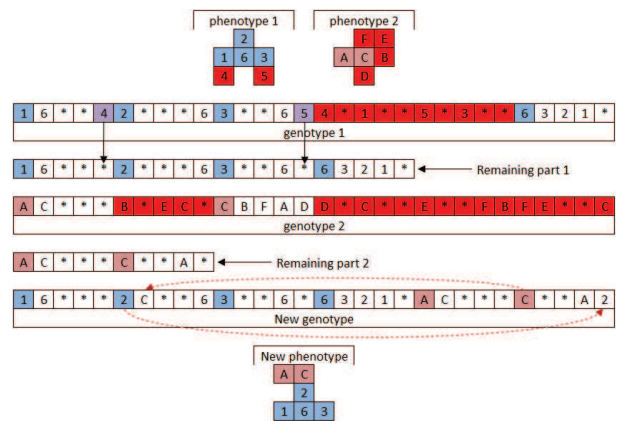 phenotype 1 phenotype 2
2 F E
1 6 3 A C B
4 5 D
1 6 * * 4 2 * * * 6 3 * * 6 5 4 * 1 * * 5 * 3 * * 6 3 2 1 *
genotype 1
1 6 * * * 2 * * * 6 3 * * 6 * 6 3 2 1 * Remaining part 1
A C * * * B * E C * C B F A D D * C * * E * * F B F E * * C
genotype 2
A C * * * C * * A * Remaining part 2
1 6 * * * 2 C * * 6 3 * * 6 * 6 3 2 1 * A C * * * C * * A 2
New genotype
New phenotype
A C
2
1 6 3